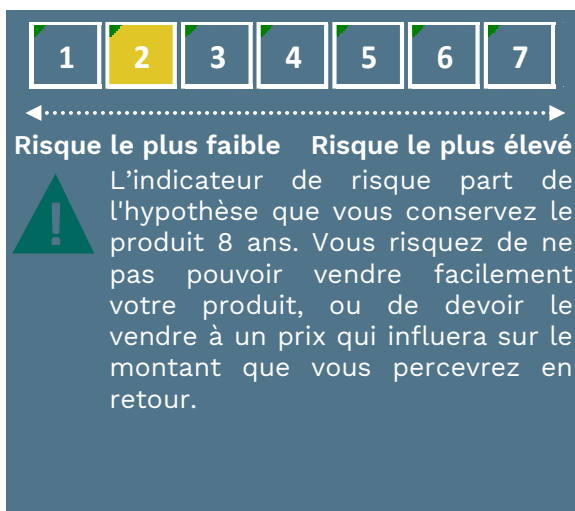 1 2 3 4 5 6 7
Risque le plus faible Risque le plus élevé
L’indicateur de risque part de
l'hypothèse que vous conservez le
produit 8 ans. Vous risquez de ne
pas pouvoir vendre facilement
votre produit, ou de devoir le
vendre à un prix qui influera sur le
montant que vous percevrez en
retour.